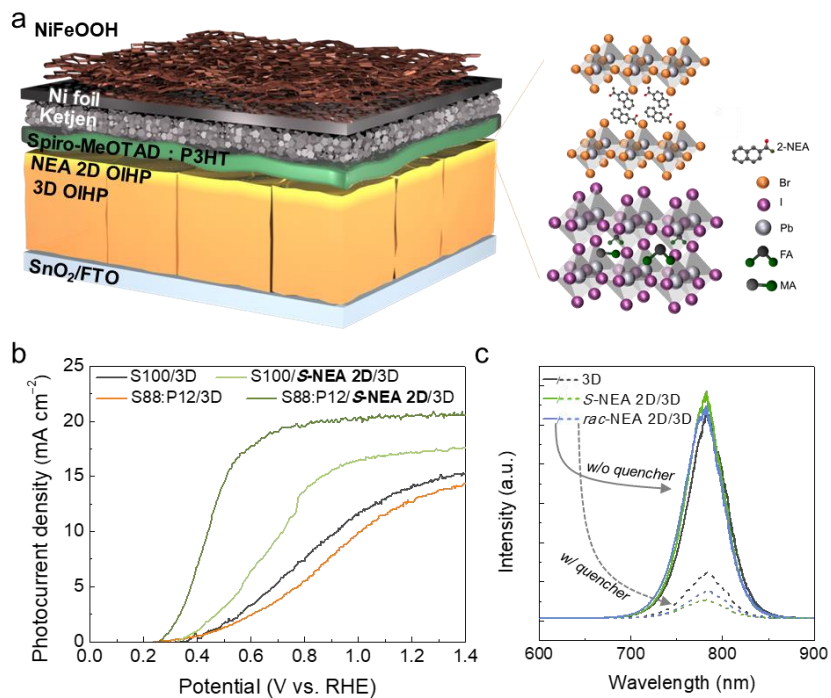 a
NiFeOOH
Ni foil
Ketjen
Spiro-MeOTAD : P3HT
NEA 2D OIHP
3D OIHP
SnO₂/FTO
2-NEA
Br
I
Pb
FA
MA
b
S100/3D
S100/S-NEA 2D/3D
S88:P12/3D
S88:P12/S-NEA 2D/3D
Photocurrent density (mA cm⁻²)
25
20
15
10
5
0
0.0 0.2 0.4 0.6 0.8 1.0 1.2 1.4
Potential (V vs. RHE)
c
3D
S-NEA 2D/3D
rac-NEA 2D/3D
w/o quencher
w/ quencher
Intensity (a.u.)
600 700 800 900
Wavelength (nm)